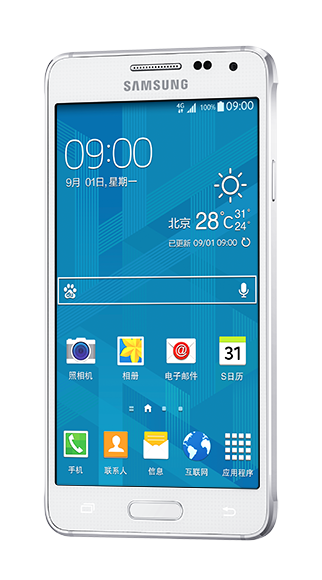 SAMSUNG
4G 100% 09:00
09:00
9月 01日, 星期一
北京 28°C 31° 24°
已更新 09/01 09:00
31
照相机 相册 电子邮件 S日历
手机 联系人 信息 互联网 应用程序